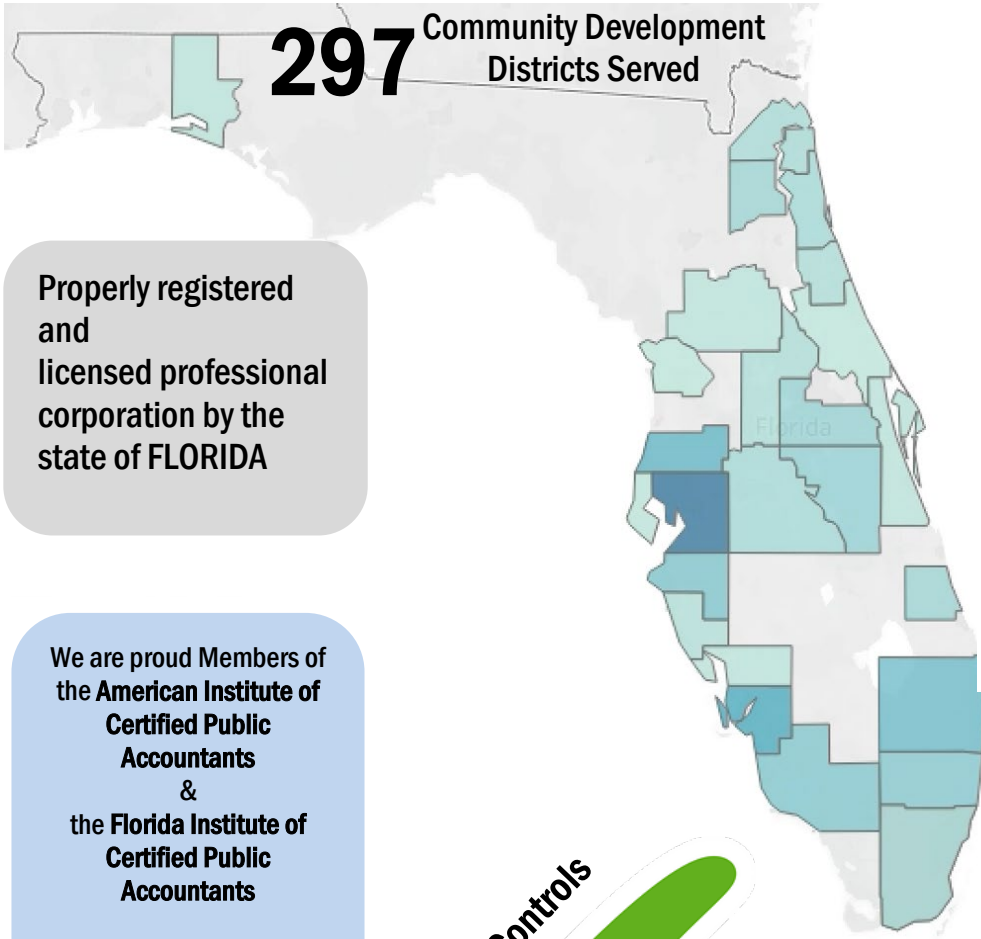 297
Community Development
Districts Served
Properly registered
and
licensed professional
corporation by the
state of FLORIDA
Florida
We are proud Members of
the American Institute of
Certified Public
Accountants
&
the Florida Institute of
Certified Public
Accountants
Controls